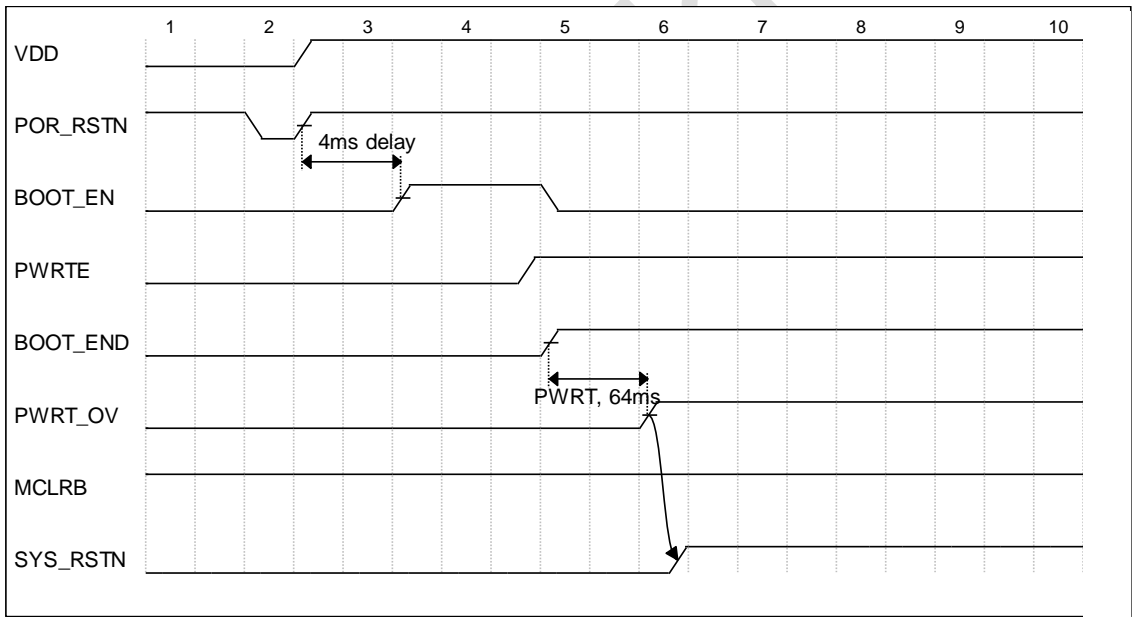 1 2 3 4 5 6 7 8 9 10
VDD
POR_RSTN
4ms delay
BOOT_EN
PWRTE
BOOT_END
PWRT, 64ms
PWRT_OV
MCLRB
SYS_RSTN